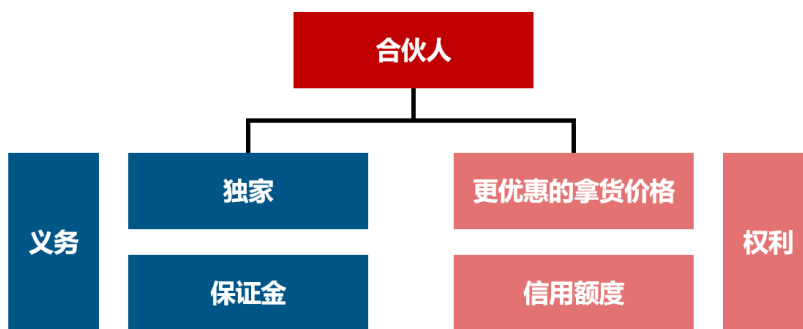 合伙人
独家
更优惠的拿货价格
义务
权利
保证金
信用额度